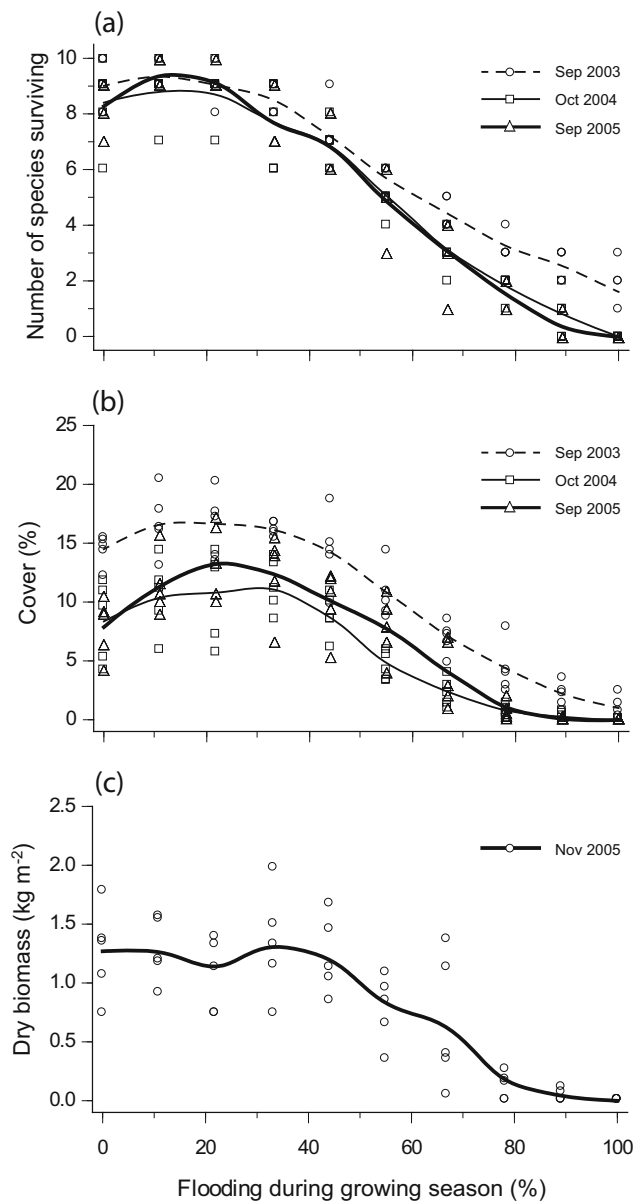 (a)
10
8
6
4
2
0
Number of species surviving
Sep 2003
Oct 2004
Sep 2005
(b)
25
20
15
10
5
0
Cover (%)
Sep 2003
Oct 2004
Sep 2005
(c)
2.5
2.0
1.5
1.0
0.5
0.0
Dry biomass (kg m⁻²)
Nov 2005
0 20 40 60 80 100
Flooding during growing season (%)